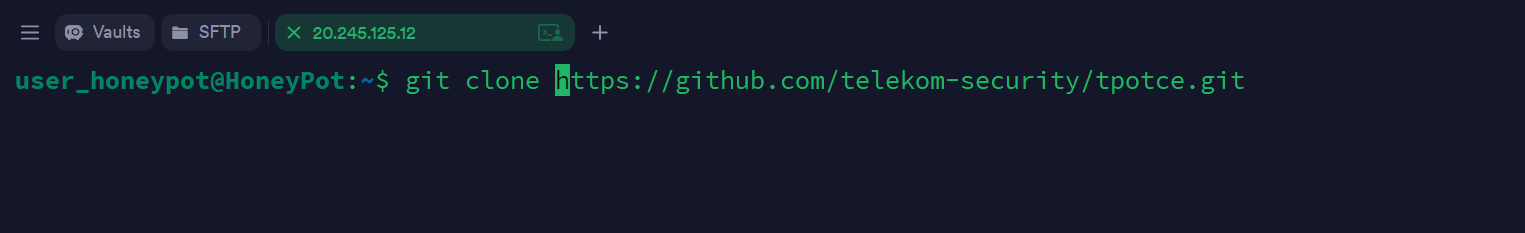 Vaults SFTP 20.245.125.12
user_honeypot@HoneyPot:~$ git clone https://github.com/telekom-security/tpotce.git